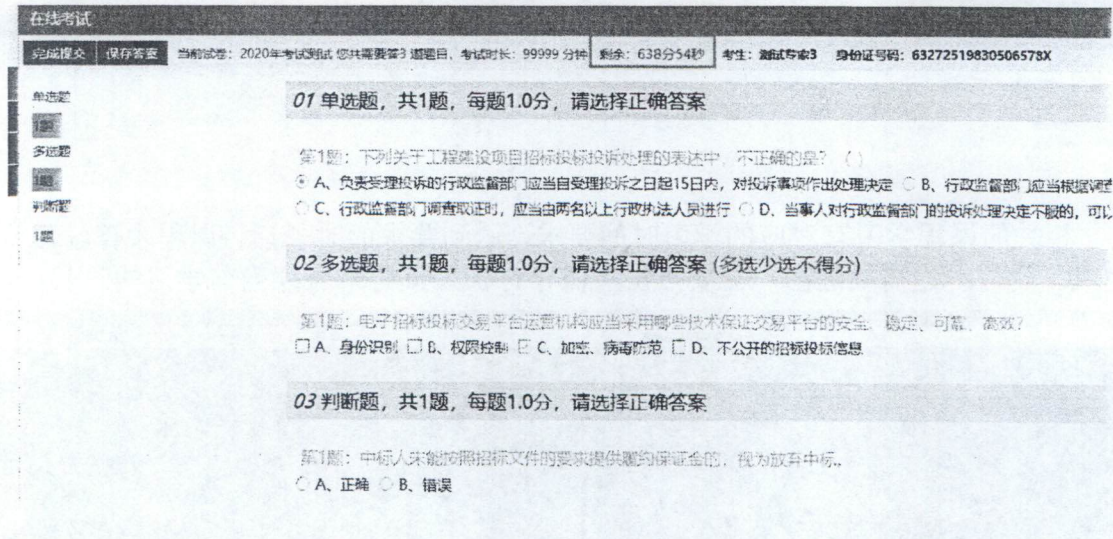 在线考试
完成提交 保存答案 当前试卷：2020年考试测试 您共需要答3 道题目、考试时长：99999 分钟 剩余：638分54秒 考生：测试专家3 身份证号码：63272519830506578X
单选题
1题
多选题
1题
判断题
1题
01 单选题，共1题，每题1.0分，请选择正确答案
第1题：下列关于工程建设项目招标投标投诉处理的表述中，不正确的是？（ ）
A、负责受理投诉的行政监督部门应当自受理投诉之日起15日内，对投诉事项作出处理决定 B、行政监督部门应当根据调查
C、行政监督部门调查取证时，应当由两名以上行政执法人员进行 D、当事人对行政监督部门的投诉处理决定不服的，可以
02 多选题，共1题，每题1.0分，请选择正确答案 (多选少选不得分)
第1题：电子招标投标交易平台运营机构应当采用哪些技术保证交易平台的安全、稳定、可靠、高效?
A、身份识别 B、权限控制 C、加密、病毒防范 D、不公开的招标投标信息
03 判断题，共1题，每题1.0分，请选择正确答案
第1题：中标人未能按照招标文件的要求提供履约保证金的，视为放弃中标。
A、正确 B、错误